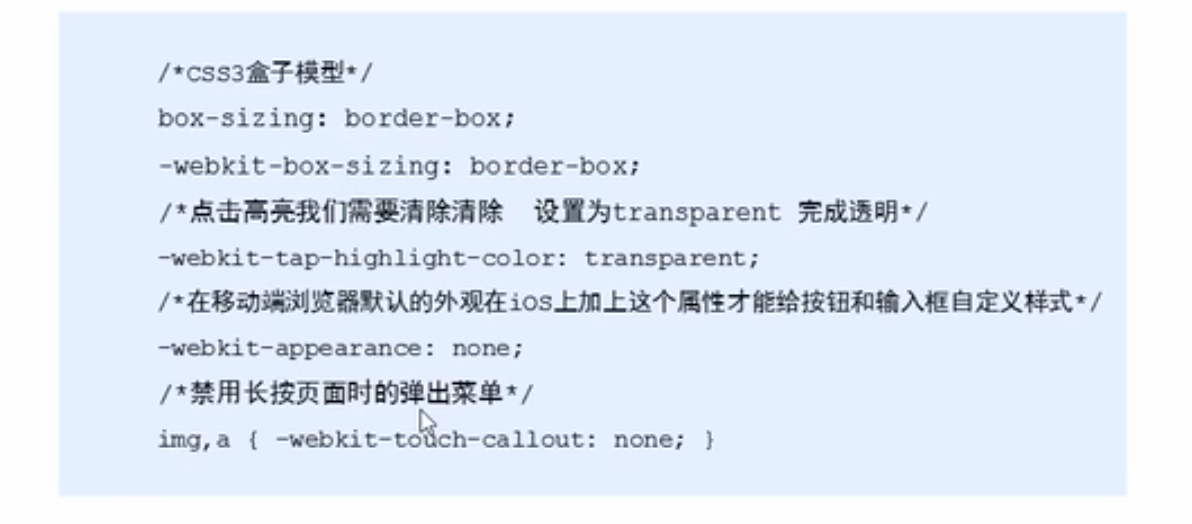 /*CSS3盒子模型*/
box-sizing: border-box;
-webkit-box-sizing: border-box;
/*点击高亮我们需要清除清除  设置为transparent 完成透明*/
-webkit-tap-highlight-color: transparent;
/*在移动端浏览器默认的外观在iOS上加上这个属性才能给按钮和输入框自定义样式*/
-webkit-appearance: none;
/*禁用长按页面时的弹出菜单*/
img,a { -webkit-touch-callout: none; }